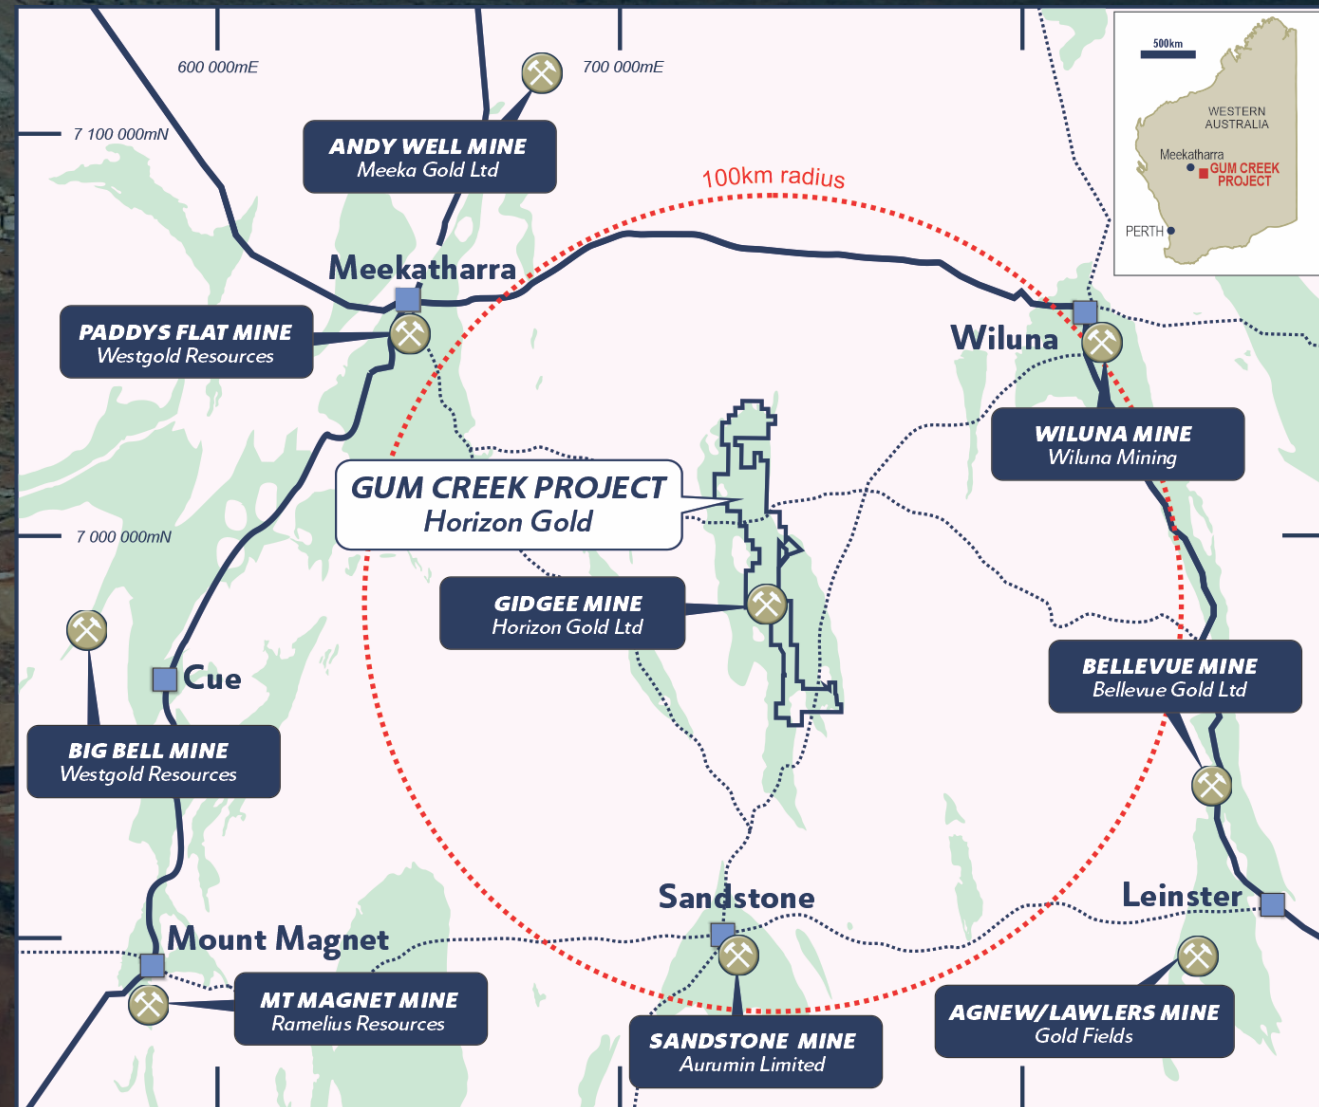 600 000mE
700 000mE
7 100 000mN
500km
WESTERN
AUSTRALIA
Meekatharra
GUM CREEK
PROJECT
PERTH
ANDY WELL MINE
Meeka Gold Ltd
100km radius
Meekatharra
PADDYS FLAT MINE
Westgold Resources
Wiluna
WILUNA MINE
Wiluna Mining
GUM CREEK PROJECT
Horizon Gold
7 000 000mN
GIDGEE MINE
Horizon Gold Ltd
BELLEVUE MINE
Bellevue Gold Ltd
Cue
BIG BELL MINE
Westgold Resources
Sandstone
Leinster
Mount Magnet
MT MAGNET MINE
Ramelius Resources
SANDSTONE MINE
Aurumin Limited
AGNEW/LAWLERS MINE
Gold Fields